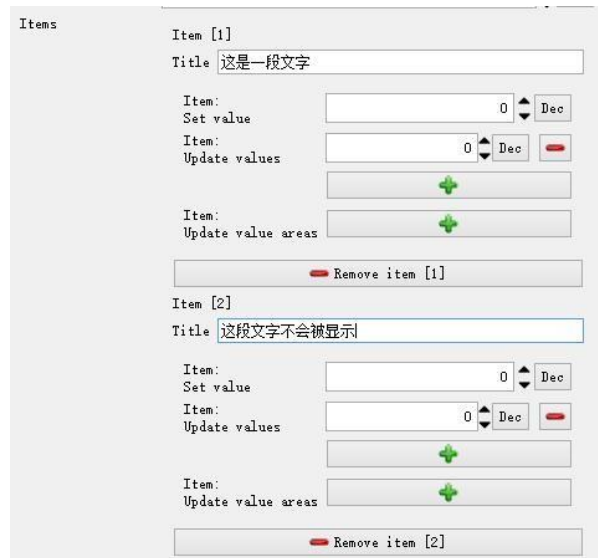 Items
Item [1]
Title 这是一段文字
Item:
Set value
0 Dec
Item:
Update values
0 Dec
Item:
Update value areas
Remove item [1]
Item [2]
Title 这段文字不会被显示
Item:
Set value
0 Dec
Item:
Update values
0 Dec
Item:
Update value areas
Remove item [2]